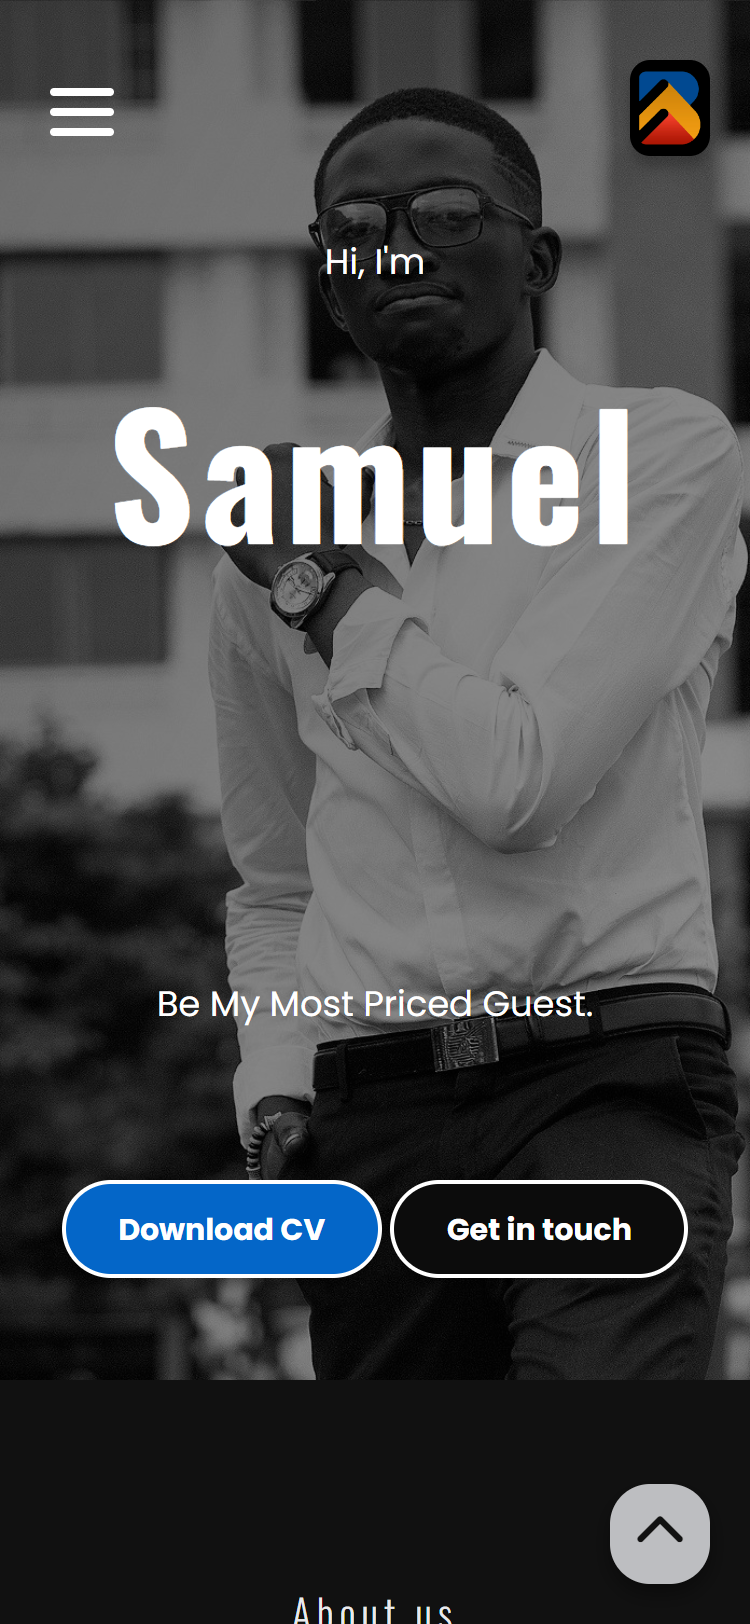 Hi, I'm
Samuel
Be My Most Priced Guest.
Download CV
Get in touch
About us